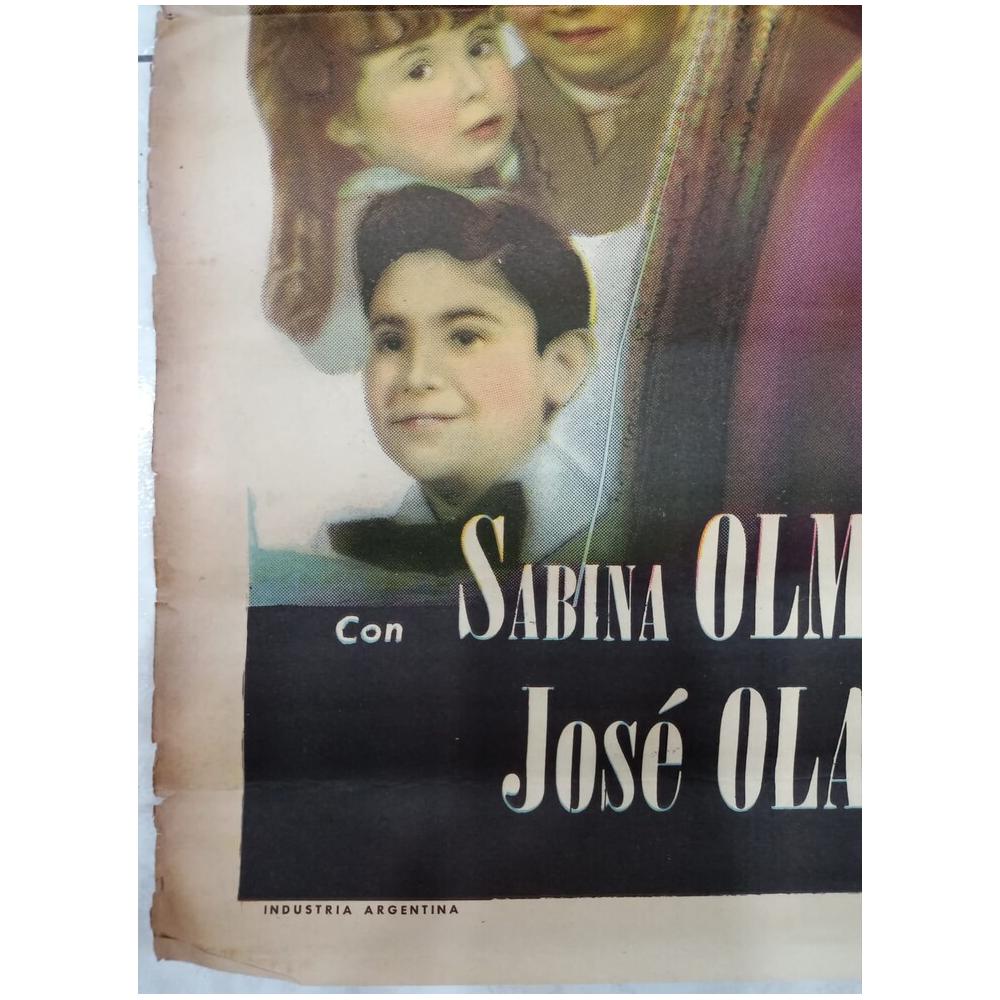 Con SABINA OLM
José OLA
INDUSTRIA ARGENTINA